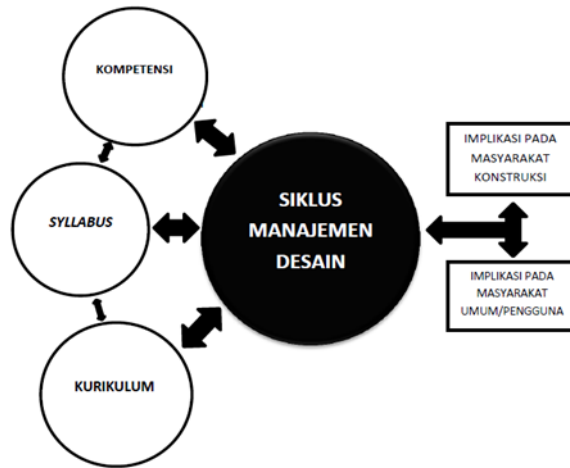 KOMPETENSI
SYLLABUS
KURIKULUM
SIKLUS
MANAJEMEN
DESAIN
IMPLIKASI PADA
MASYARAKAT
KONSTRUKSI
IMPLIKASI PADA
MASYARAKAT
UMUM/PENGGUNA